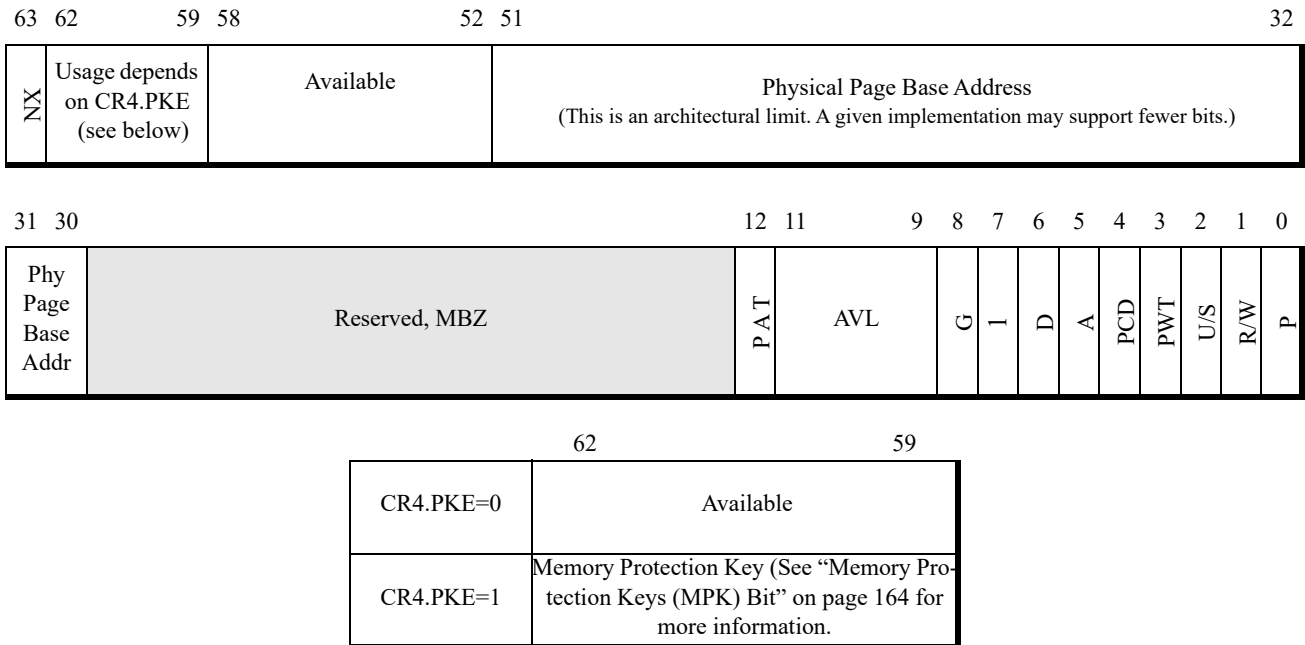 63 62 59 58 52 51 32
NX
Usage depends
on CR4.PKE
(see below)
Available
Physical Page Base Address
(This is an architectural limit. A given implementation may support fewer bits.)
31 30 12 11 9 8 7 6 5 4 3 2 1 0
Phy
Page
Base
Addr
Reserved, MBZ
P A T
AVL
G
1
D
A
PCD
PWT
U/S
R/W
P
62 59
CR4.PKE=0
Available
CR4.PKE=1
Memory Protection Key (See “Memory Pro-
tection Keys (MPK) Bit” on page 164 for
more information.